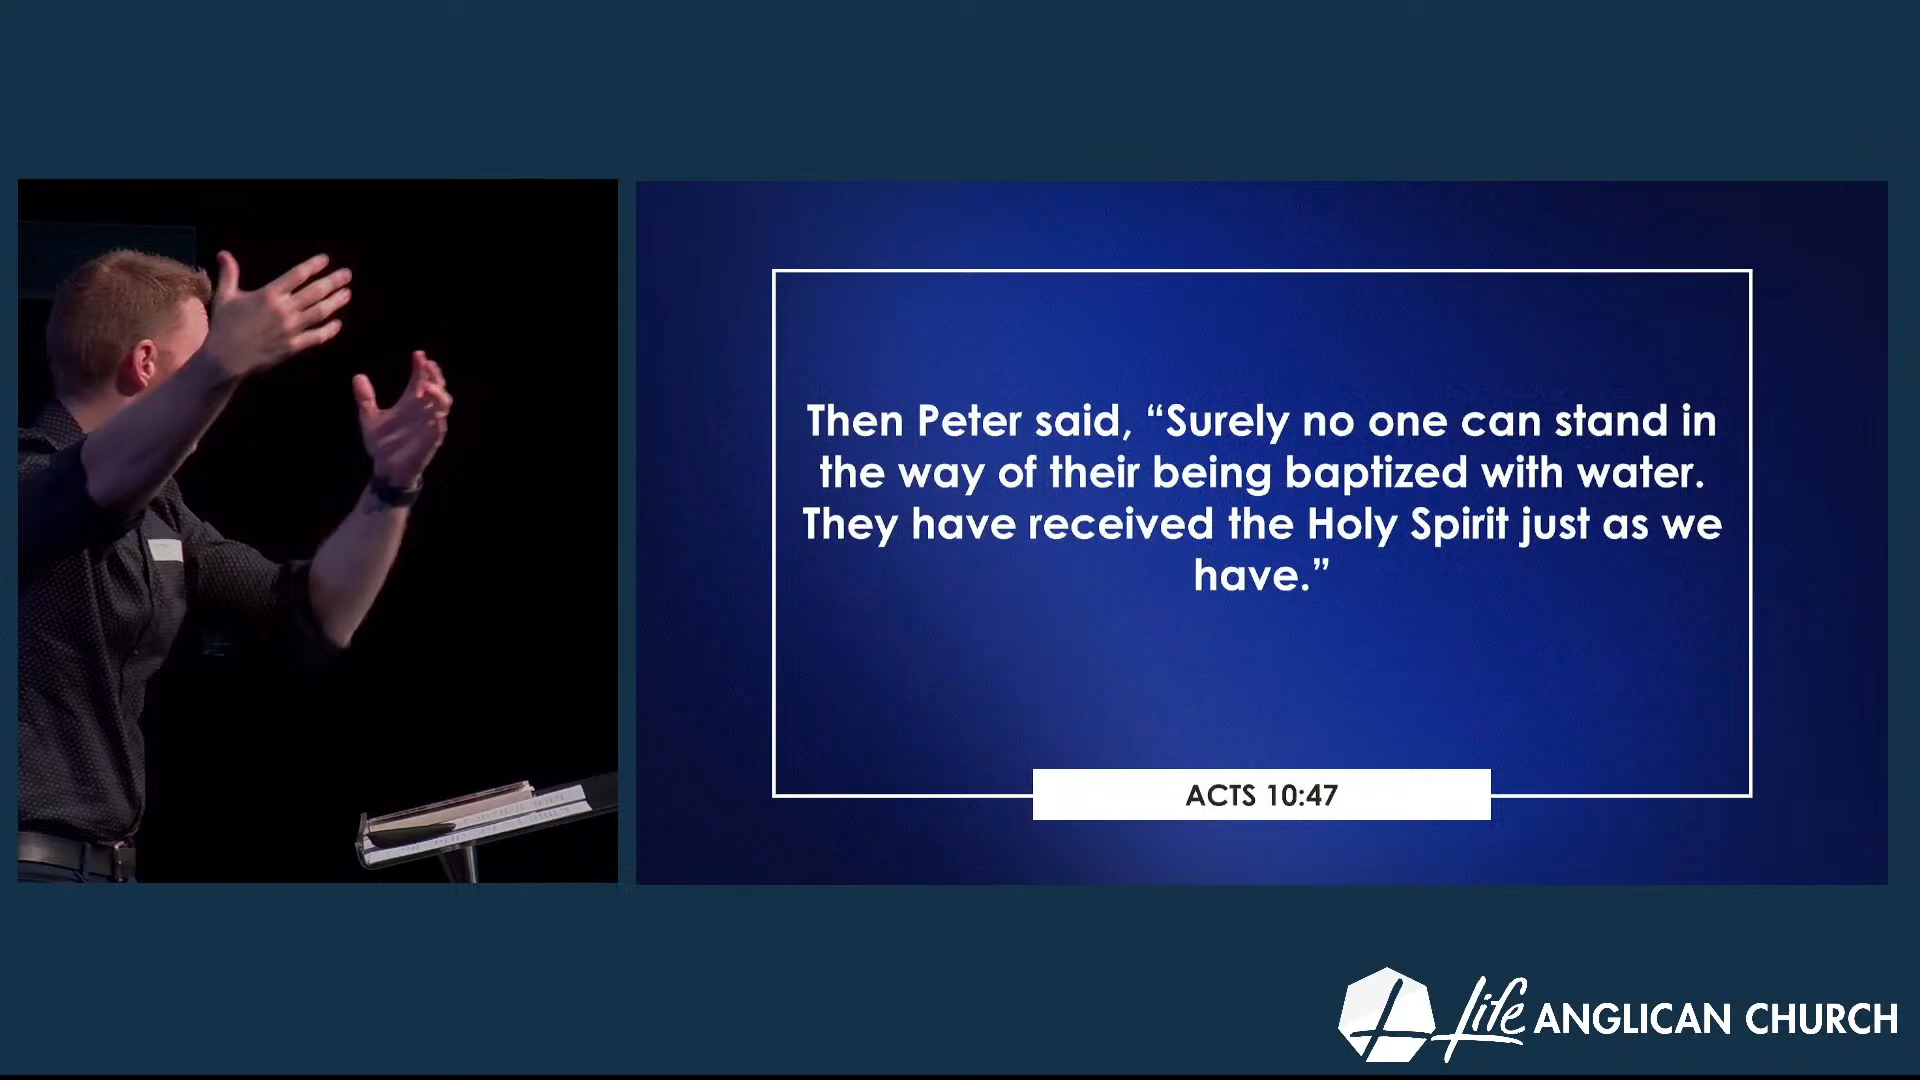 Then Peter said, “Surely no one can stand in
the way of their being baptized with water.
They have received the Holy Spirit just as we
have.”
ACTS 10:47
Life ANGLICAN CHURCH